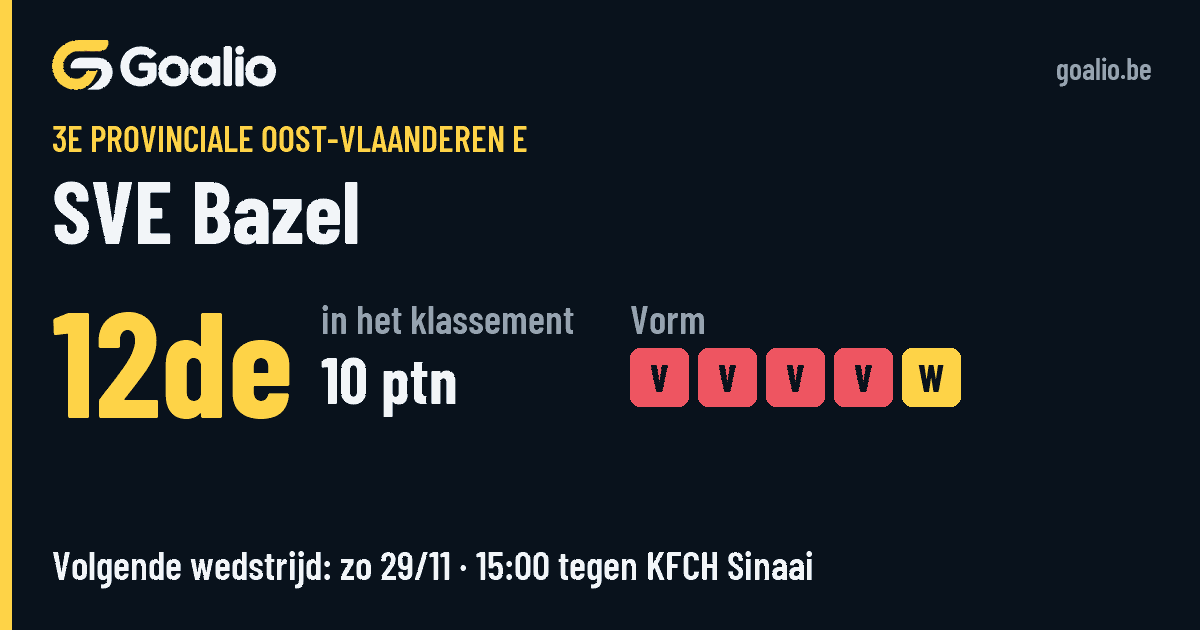 Goalio
goalio.be
3E PROVINCIALE OOST-VLAANDEREN E
SVE Bazel
12de
in het klassement
10 ptn
Vorm
V V V V W
Volgende wedstrijd: zo 29/11 · 15:00 tegen KFCH Sinaai